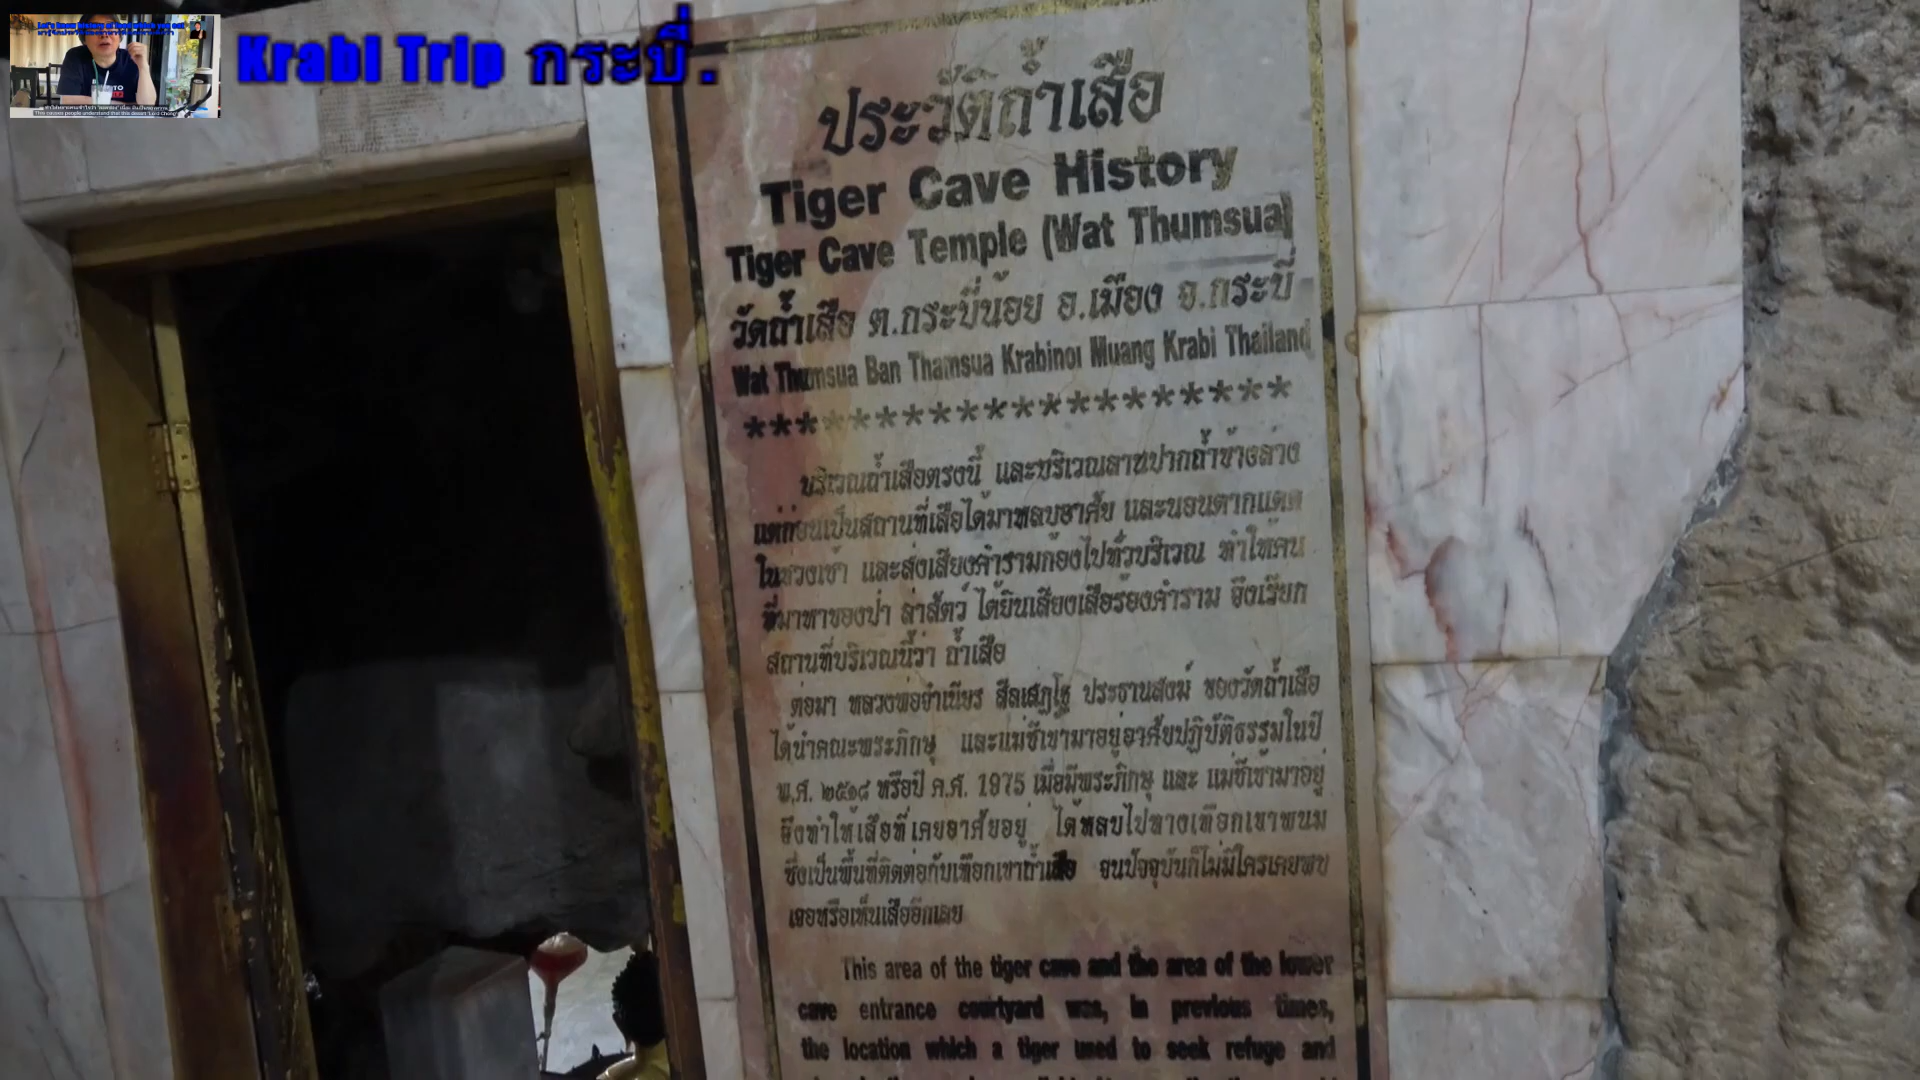 Krabi Trip กระบี่.
ประวัติถ้ำเสือ
Tiger Cave History
Tiger Cave Temple (Wat Thumsua)
วัดถ้ำเสือ ต.กระบี่น้อย อ.เมือง จ.กระบี่
Wat Thumsua Ban Thamsua Krabinoi Muang Krabi Thailand
********************
บริเวณถ้ำเสือตรงนี้ และบริเวณลานปากถ้ำข้างล่าง
แต่ก่อนเป็นสถานที่เสือได้มาหลบอาศัย และนอนตากแดด
ในช่วงเช้า และส่งเสียงคำรามก้องไปทั่วบริเวณ ทำให้คน
ที่มาหาของป่า ล่าสัตว์ ได้ยินเสียงเสือร้องคำราม จึงเรียก
สถานที่บริเวณนี้ว่า ถ้ำเสือ
ต่อมา หลวงพ่อจำเนียร สีลเสฏโฐ ประธานสงฆ์ ของวัดถ้ำเสือ
ได้นำคณะพระภิกษุ และแม่ชีเข้ามาอยู่อาศัยปฏิบัติธรรมในปี
พ.ศ. ๒๕๑๘ หรือปี ค.ศ. 1975 เมื่อมีพระภิกษุ และ แม่ชีเข้ามาอยู่
จึงทำให้เสือที่เคยอาศัยอยู่ ได้หลบไปทางเทือกเขาพนม
ซึ่งเป็นพื้นที่ติดต่อกับเทือกเขาถ้ำเสือ จนปัจจุบันก็ไม่มีใครเคยพบ
เจอหรือเห็นเสืออีกเลย
This area of the tiger cave and the area of the lower
cave entrance courtyard was, in previous times,
the location which a tiger used to seek refuge and